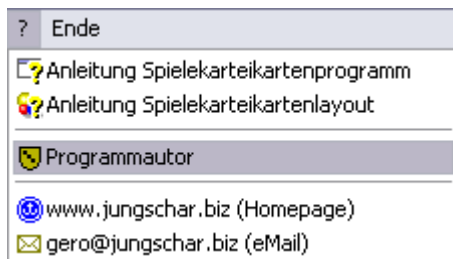 ? Ende
Anleitung Spielekarteikartenprogramm
Anleitung Spielekarteikartenlayout
Programmautor
www.jungschar.biz (Homepage)
gero@jungschar.biz (eMail)